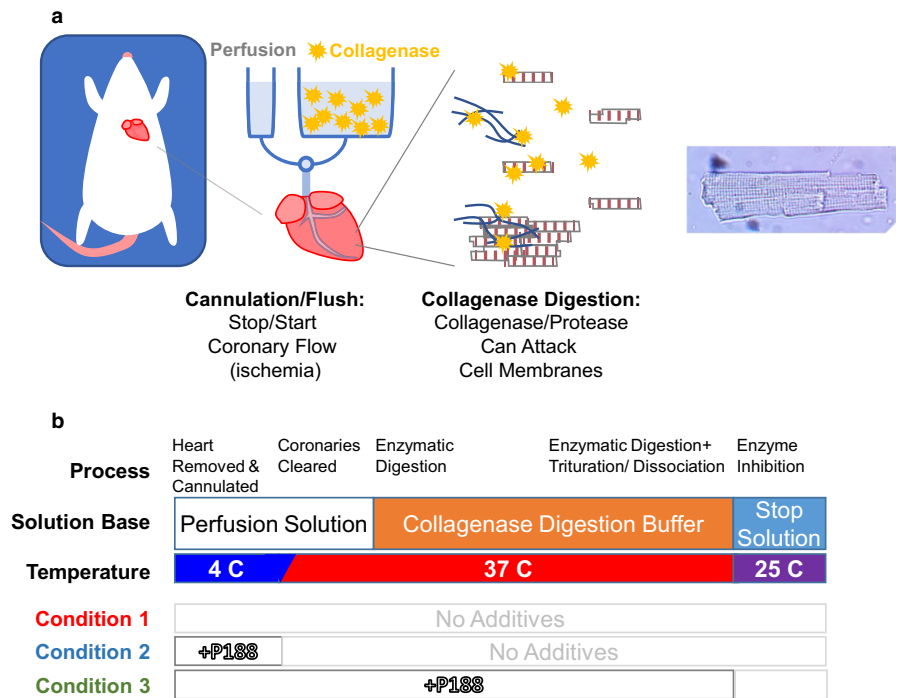 a
Perfusion
Collagenase
Cannulation/Flush:
Stop/Start
Coronary Flow
(ischemia)
Collagenase Digestion:
Collagenase/Protease
Can Attack
Cell Membranes
b
Process
Heart
Removed &
Cannulated
Coronaries
Cleared
Enzymatic
Digestion
Enzymatic Digestion+
Trituration/ Dissociation
Enzyme
Inhibition
Solution Base
Perfusion Solution
Collagenase Digestion Buffer
Stop
Solution
Temperature
4 C
37 C
25 C
Condition 1
No Additives
Condition 2
+P188
No Additives
Condition 3
+P188